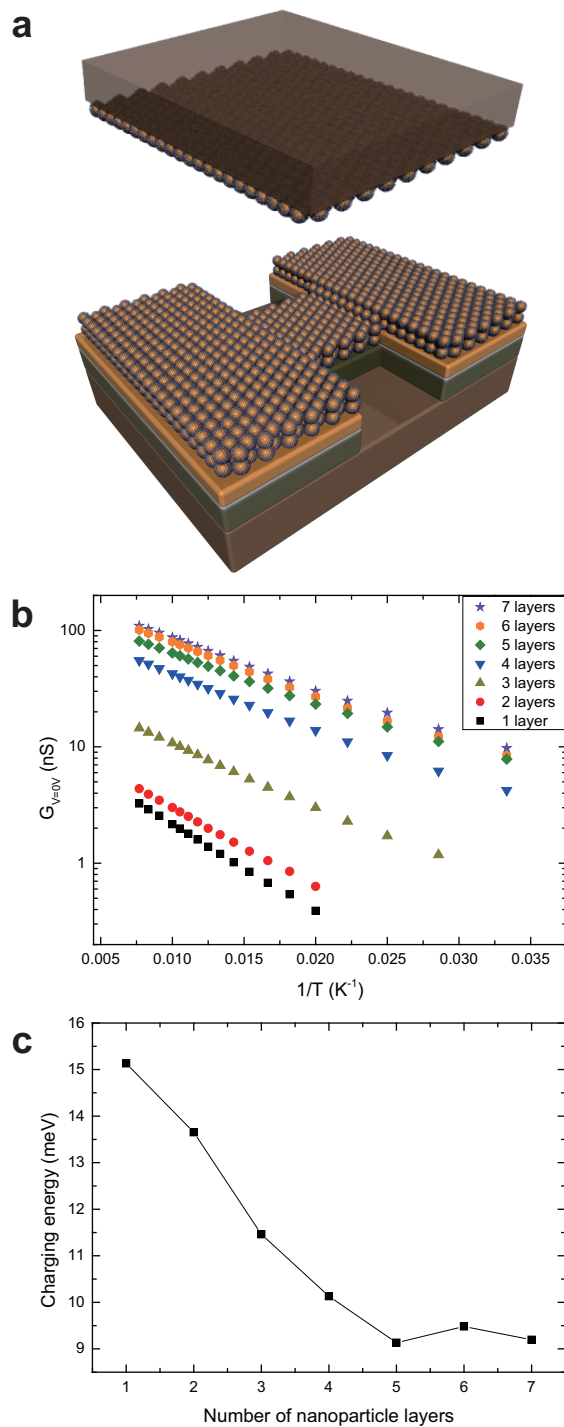 a
b
100
10
1
G_V=0V (nS)
7 layers
6 layers
5 layers
4 layers
3 layers
2 layers
1 layer
0.005 0.010 0.015 0.020 0.025 0.030 0.035
1/T (K⁻¹)
c
16
15
14
13
12
11
10
9
Charging energy (meV)
1 2 3 4 5 6 7
Number of nanoparticle layers